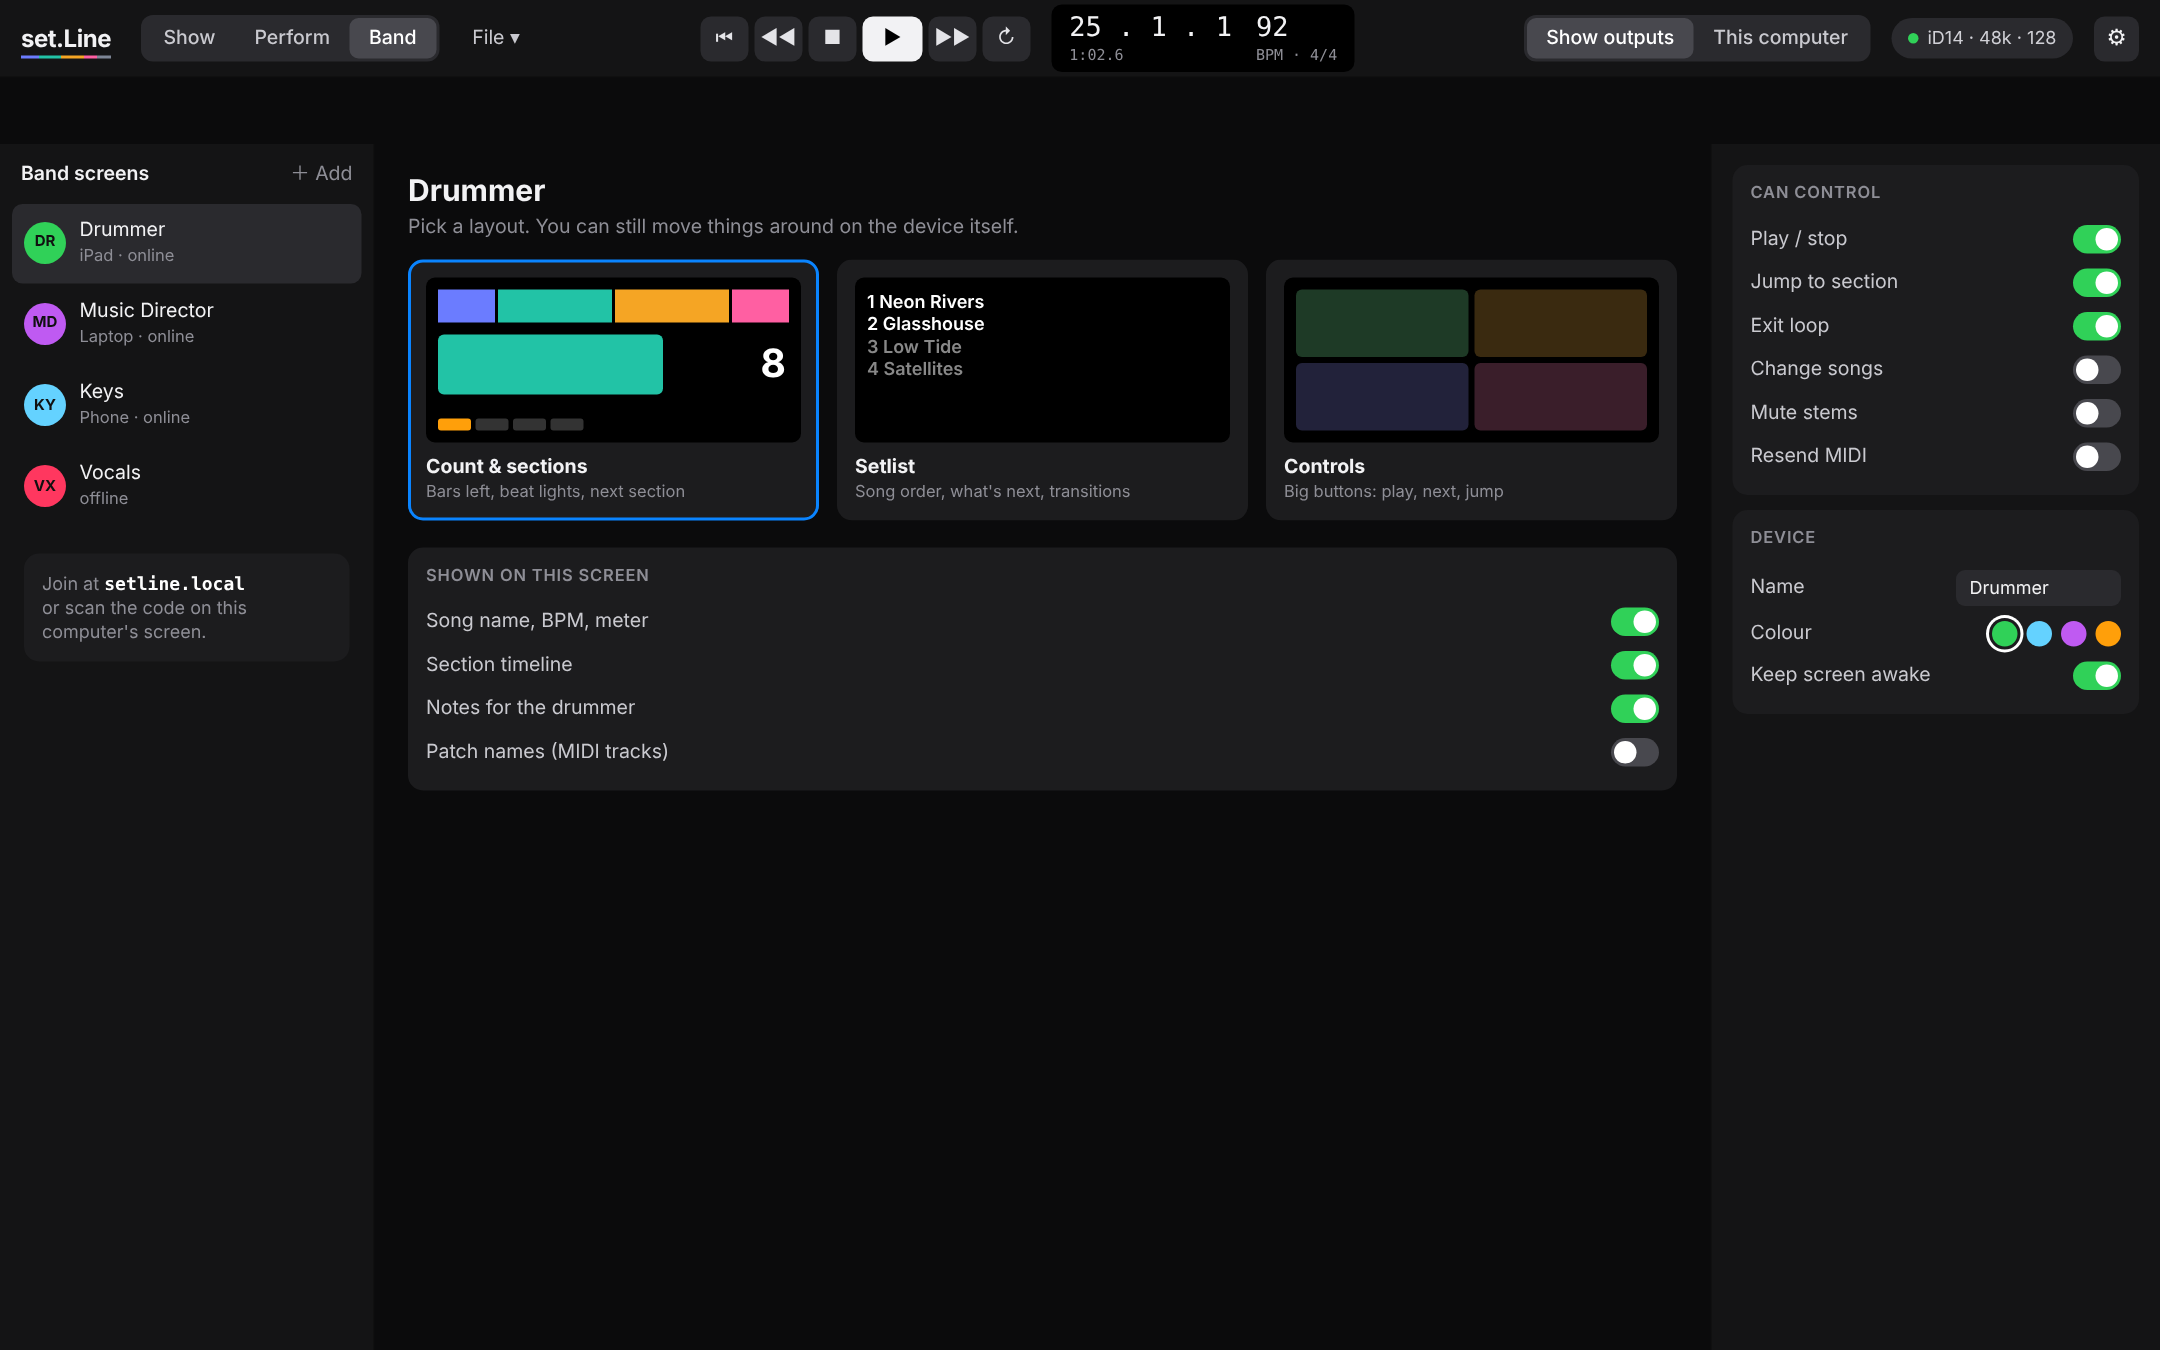 set.Line
Show
Perform
Band
File ▾
25 . 1 . 1
92
1:02.6
BPM · 4/4
Show outputs
This computer
iD14 · 48k · 128
Band screens
+ Add
DR
Drummer
iPad · online
MD
Music Director
Laptop · online
KY
Keys
Phone · online
VX
Vocals
offline
Join at setline.local
or scan the code on this
computer's screen.
Drummer
Pick a layout. You can still move things around on the device itself.
8
Count & sections
Bars left, beat lights, next section
1 Neon Rivers
2 Glasshouse
3 Low Tide
4 Satellites
Setlist
Song order, what's next, transitions
Controls
Big buttons: play, next, jump
SHOWN ON THIS SCREEN
Song name, BPM, meter
Section timeline
Notes for the drummer
Patch names (MIDI tracks)
CAN CONTROL
Play / stop
Jump to section
Exit loop
Change songs
Mute stems
Resend MIDI
DEVICE
Name
Drummer
Colour
Keep screen awake